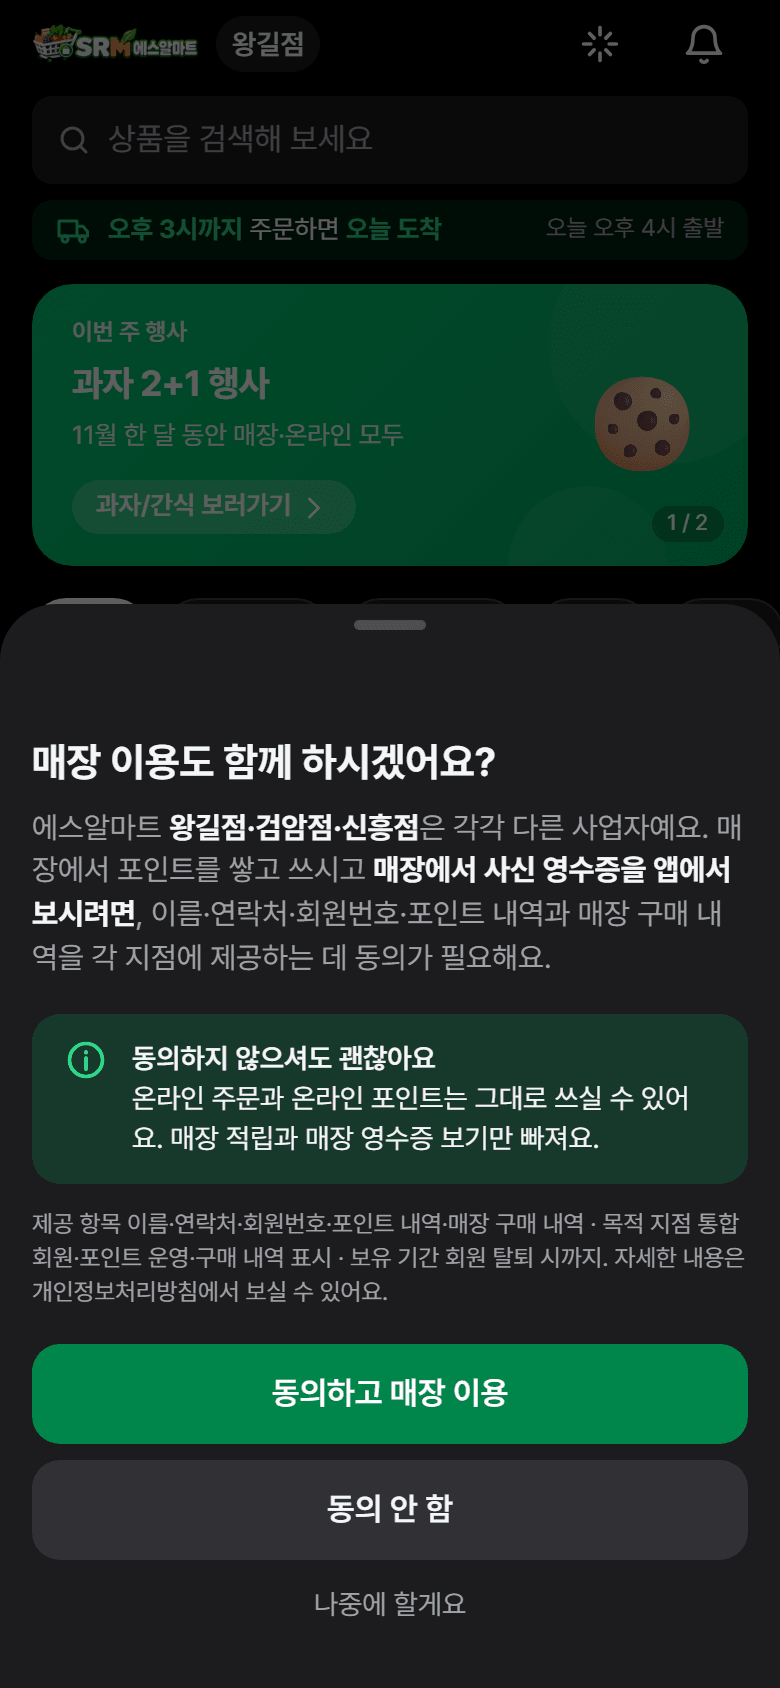 SRM 에스알마트 왕길점
상품을 검색해 보세요
오후 3시까지 주문하면 오늘 도착 오늘 오후 4시 출발
이번 주 행사
과자 2+1 행사
11월 한 달 동안 매장·온라인 모두
과자/간식 보러가기
1 / 2
매장 이용도 함께 하시겠어요?
에스알마트 왕길점·검암점·신흥점은 각각 다른 사업자예요. 매
장에서 포인트를 쌓고 쓰시고 매장에서 사신 영수증을 앱에서
보시려면, 이름·연락처·회원번호·포인트 내역과 매장 구매 내
역을 각 지점에 제공하는 데 동의가 필요해요.
동의하지 않으셔도 괜찮아요
온라인 주문과 온라인 포인트는 그대로 쓰실 수 있어
요. 매장 적립과 매장 영수증 보기만 빠져요.
제공 항목 이름·연락처·회원번호·포인트 내역·매장 구매 내역 · 목적 지점 통합
회원·포인트 운영·구매 내역 표시 · 보유 기간 회원 탈퇴 시까지. 자세한 내용은
개인정보처리방침에서 보실 수 있어요.
동의하고 매장 이용
동의 안 함
나중에 할게요